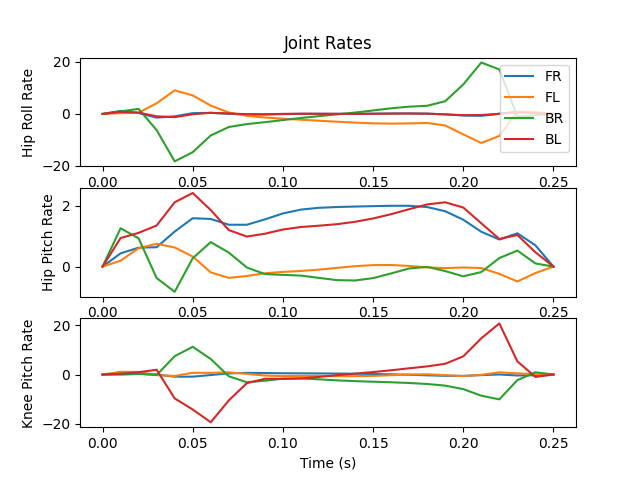 Joint Rates
Hip Roll Rate
20
0
−20
FR
FL
BR
BL
0.00 0.05 0.10 0.15 0.20 0.25
Hip Pitch Rate
2
0
0.00 0.05 0.10 0.15 0.20 0.25
Knee Pitch Rate
20
0
−20
0.00 0.05 0.10 0.15 0.20 0.25
Time (s)